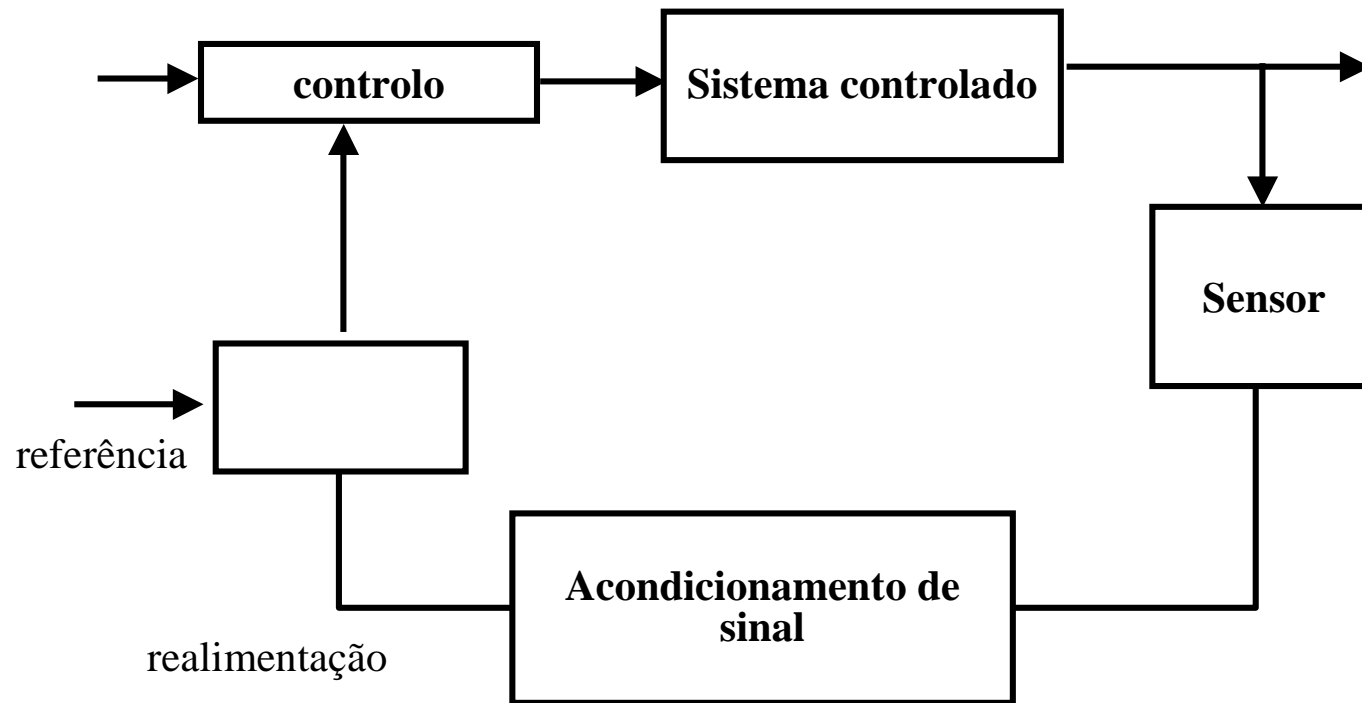 controlo
Sistema controlado
Sensor
referência
Acondicionamento de
sinal
realimentação